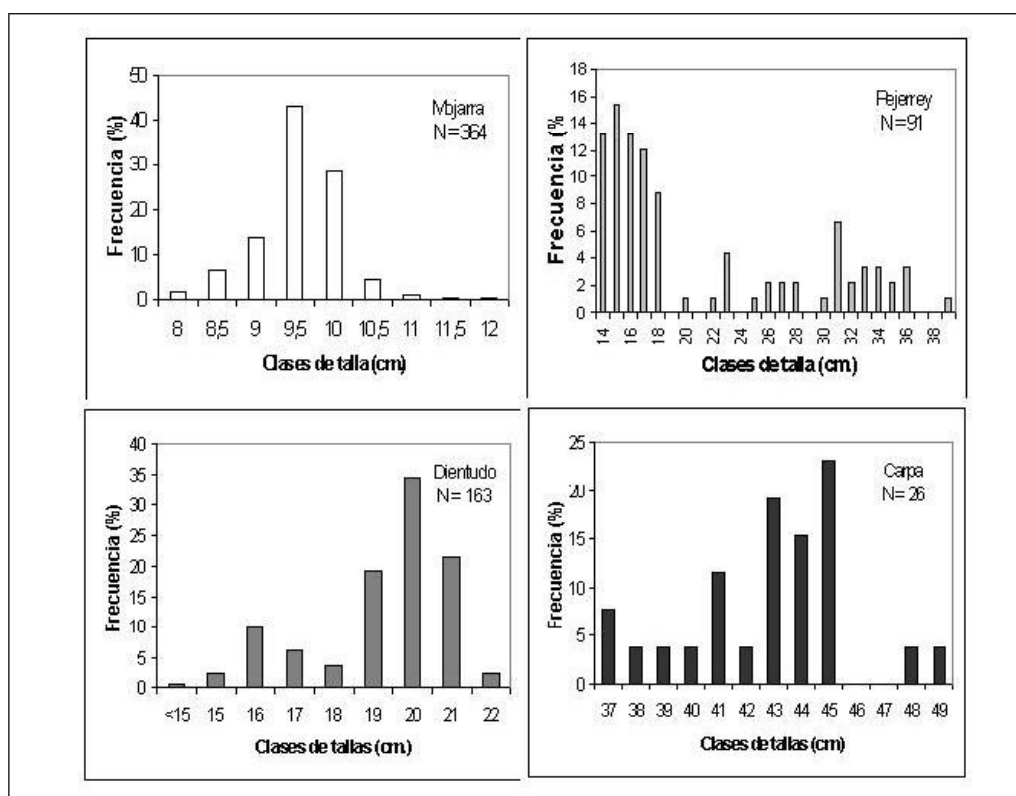 Mojarra
N=364
Frecuencia (%)
50
40
30
20
10
0
8 8,5 9 9,5 10 10,5 11 11,5 12
Clases de talla (cm)
Pejerrey
N=91
Frecuencia (%
18
16
14
12
10
8
6
4
2
0
14 16 18 20 22 24 26 28 30 32 34 36 38
Clases de talla (cm.)
Dientudo
N= 163
Frecuencia (%)
40
35
30
25
20
15
10
5
0
<15 15 16 17 18 19 20 21 22
Clases de tallas (cm.)
Carpa
N= 26
Frecuencia (%)
25
20
15
10
5
0
37 38 39 40 41 42 43 44 45 46 47 48 49
Clases de tallas (cm)